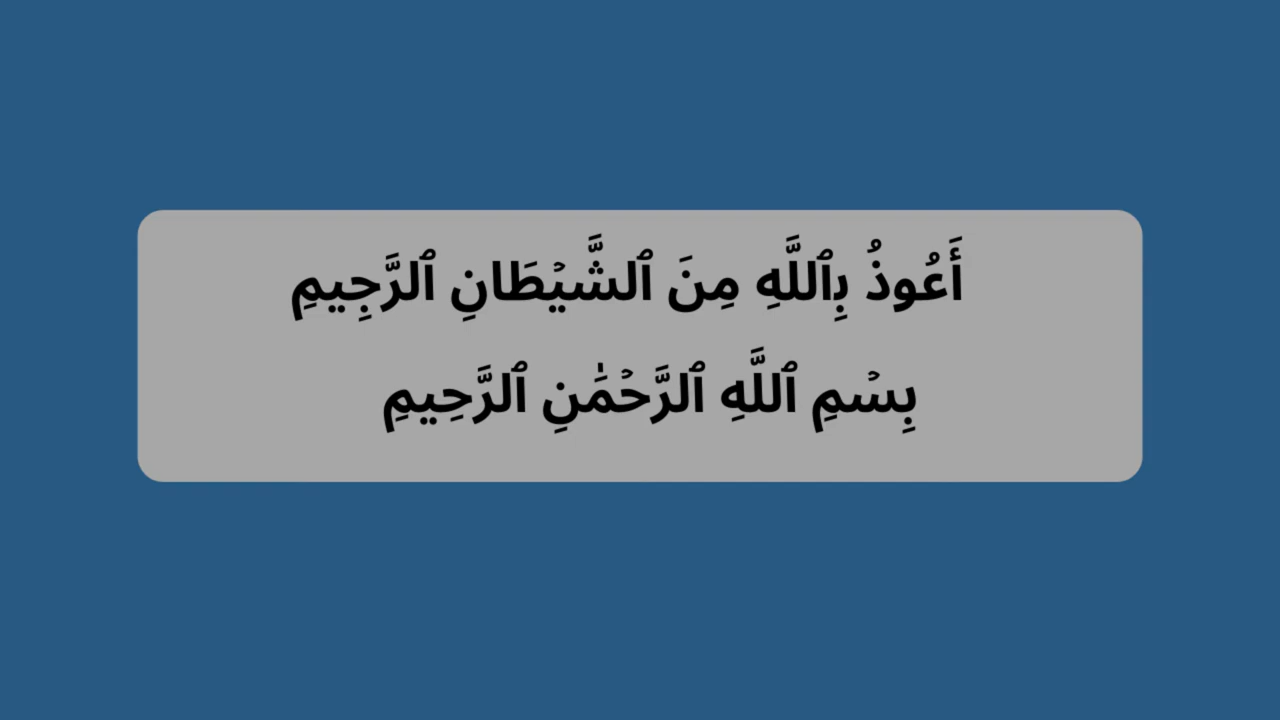 أَعُوذُ بِٱللَّهِ مِنَ ٱلشَّيۡطَانِ ٱلرَّجِيمِ
بِسۡمِ ٱللَّهِ ٱلرَّحۡمَٰنِ ٱلرَّحِيمِ